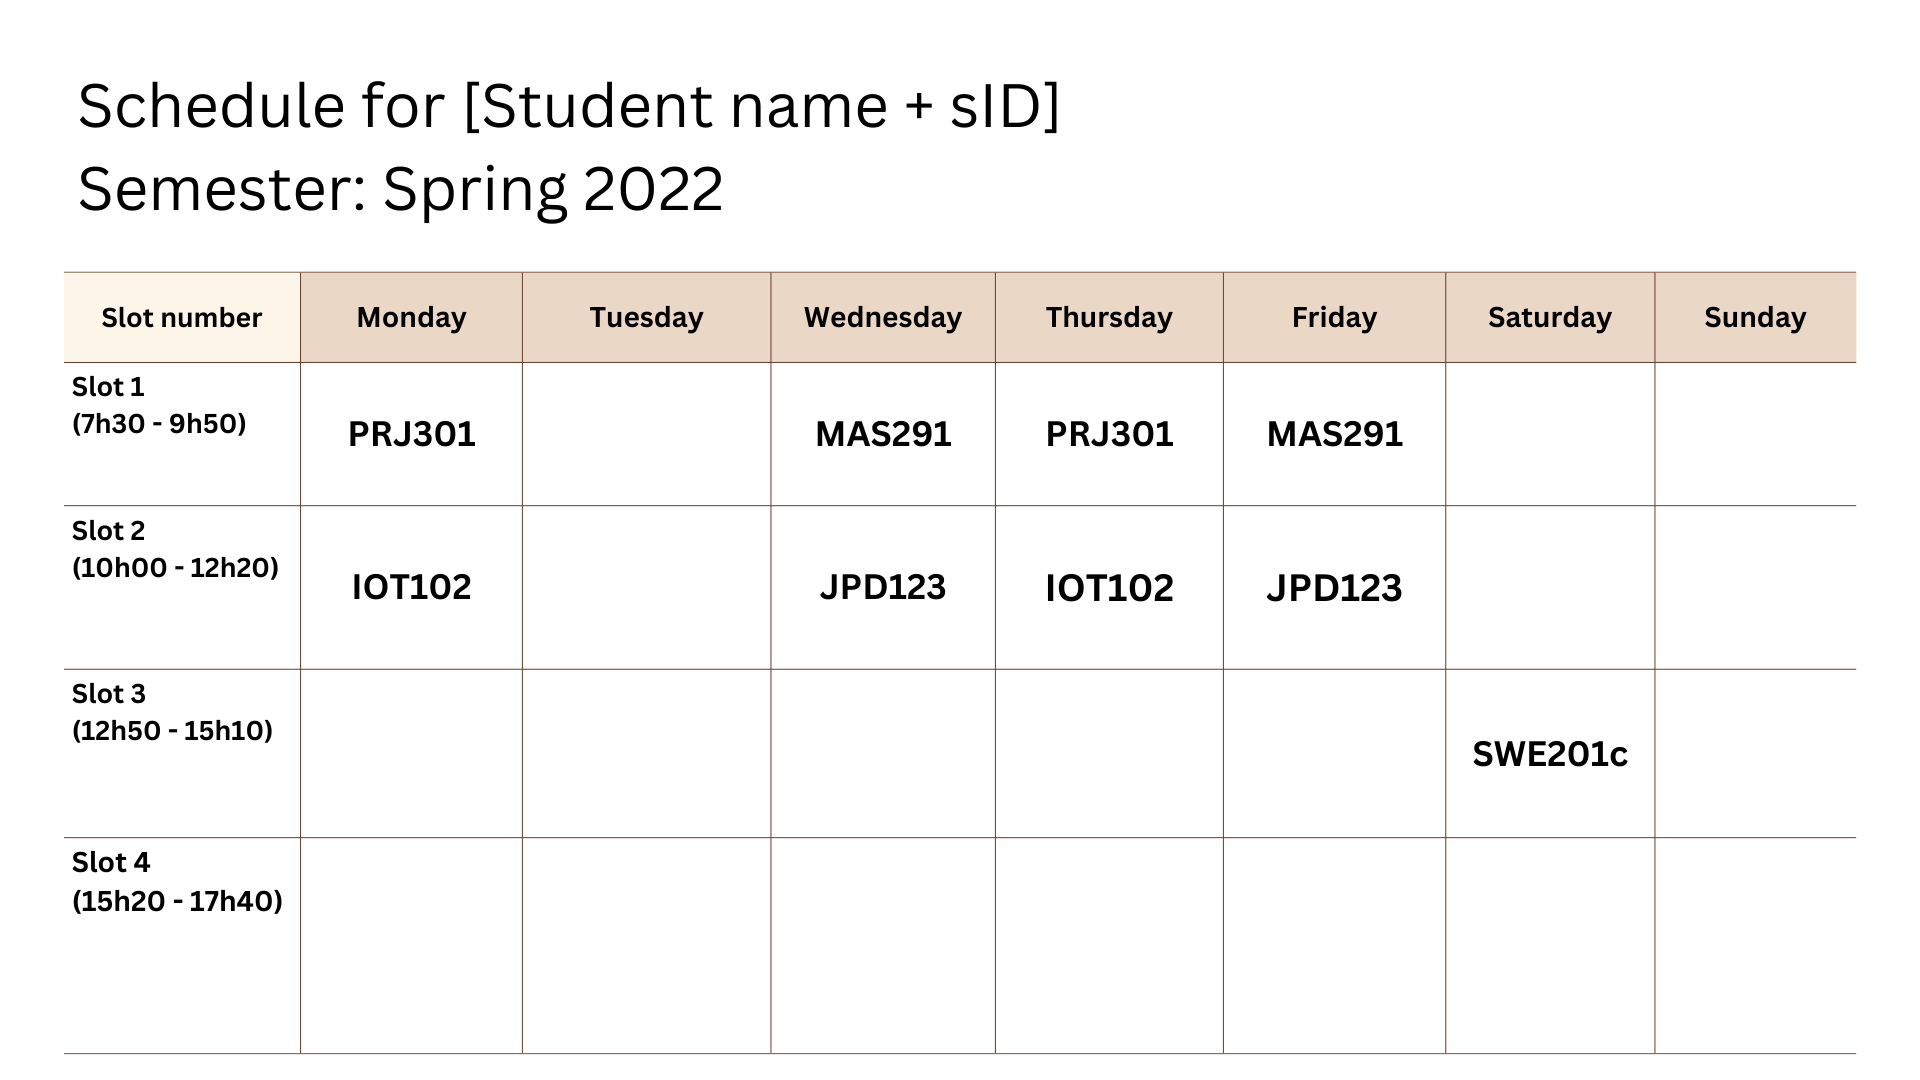 Schedule for [Student name + sID]
Semester: Spring 2022
Slot number Monday Tuesday Wednesday Thursday Friday Saturday Sunday
Slot 1
(7h30 - 9h50)
PRJ301 MAS291 PRJ301 MAS291
Slot 2
(10h00 - 12h20)
IOT102 JPD123 IOT102 JPD123
Slot 3
(12h50 - 15h10)
SWE201c
Slot 4
(15h20 - 17h40)